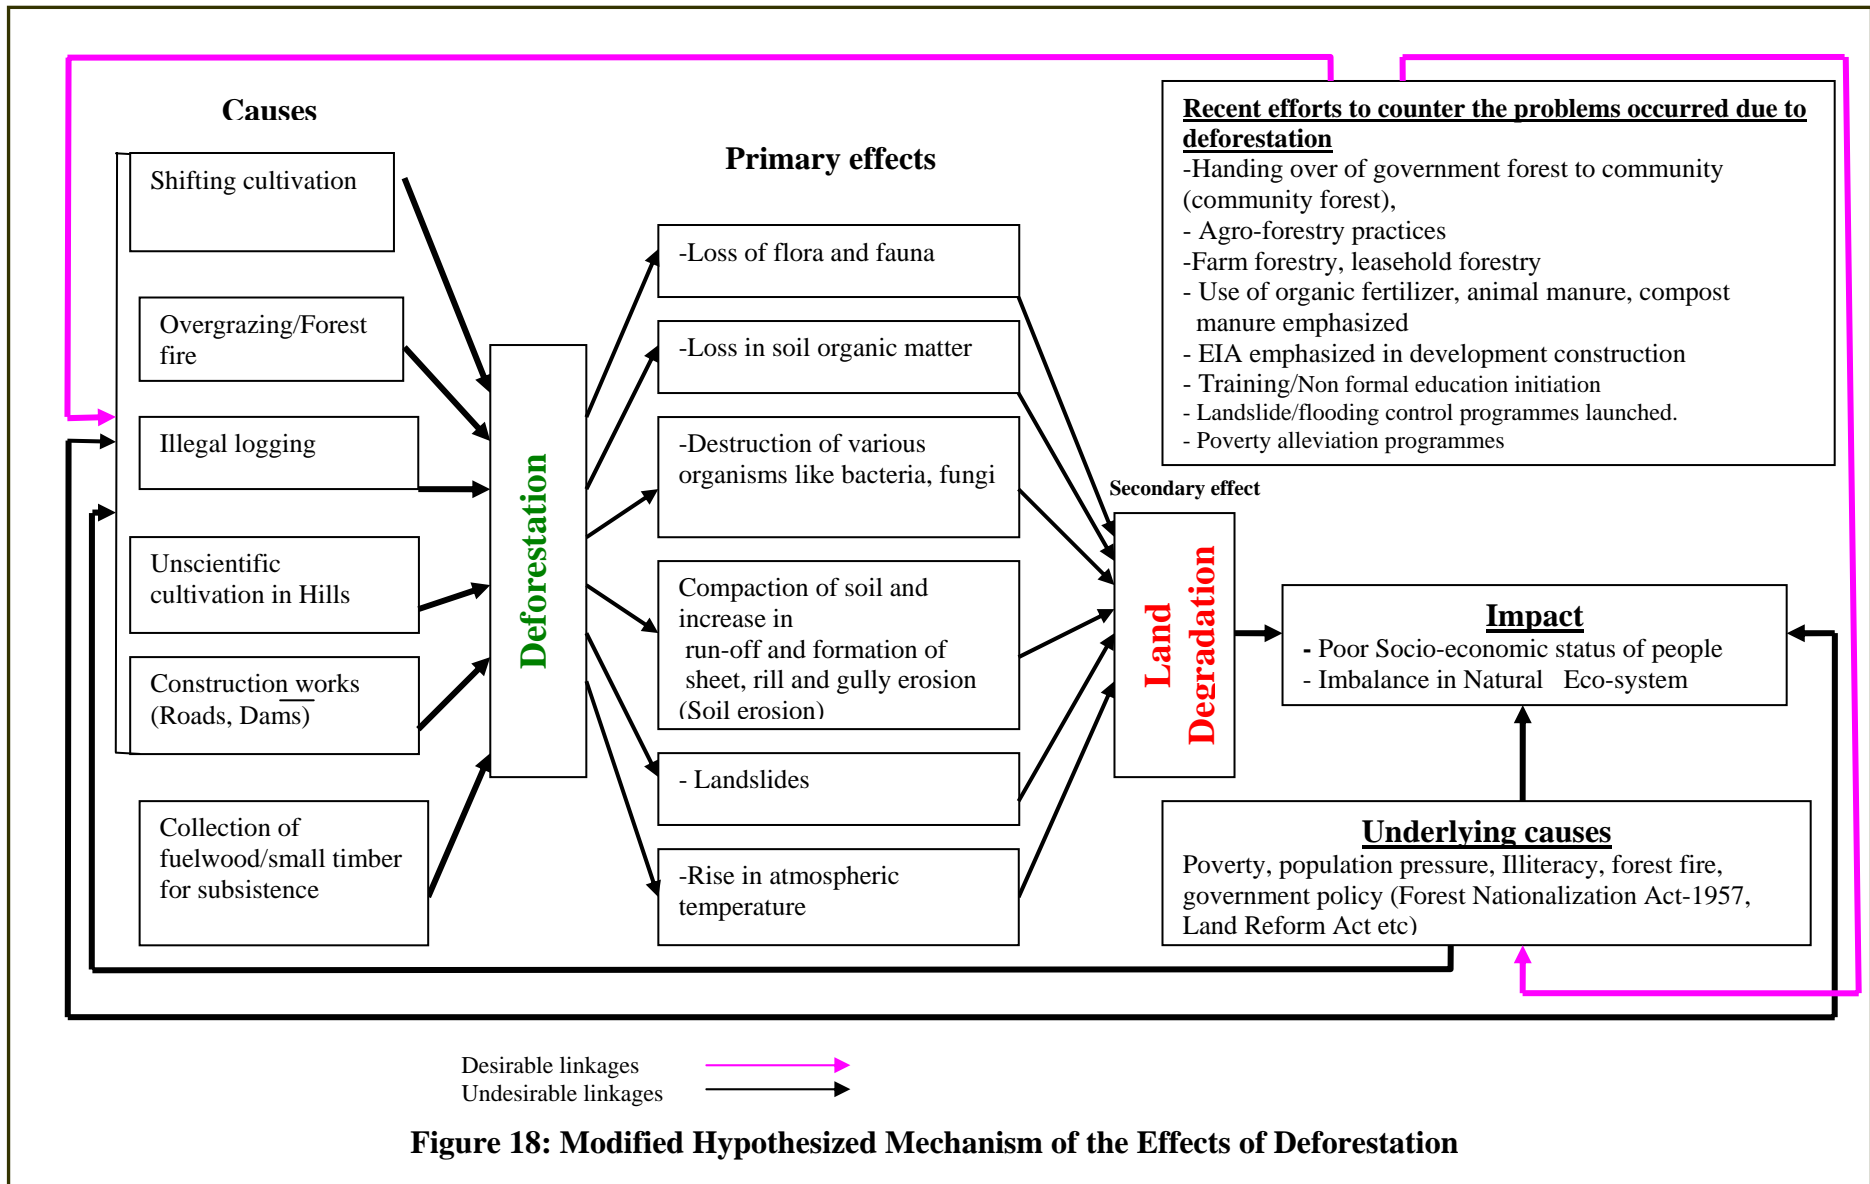 Causes
Shifting cultivation
Overgrazing/Forest
fire
Illegal logging
Unscientific
cultivation in Hills
Construction works
(Roads, Dams)
Collection of
fuelwood/small timber
for subsistence
Deforestation
Primary effects
-Loss of flora and fauna
-Loss in soil organic matter
-Destruction of various
organisms like bacteria, fungi
Compaction of soil and
increase in
run-off and formation of
sheet, rill and gully erosion
(Soil erosion)
- Landslides
-Rise in atmospheric
temperature
Secondary effect
Land
Degradation
Recent efforts to counter the problems occurred due to
deforestation
-Handing over of government forest to community
(community forest),
- Agro-forestry practices
-Farm forestry, leasehold forestry
- Use of organic fertilizer, animal manure, compost
manure emphasized
- EIA emphasized in development construction
- Training/Non formal education initiation
- Landslide/flooding control programmes launched.
- Poverty alleviation programmes
Impact
- Poor Socio-economic status of people
- Imbalance in Natural Eco-system
Underlying causes
Poverty, population pressure, Illiteracy, forest fire,
government policy (Forest Nationalization Act-1957,
Land Reform Act etc)
Desirable linkages
Undesirable linkages
Figure 18: Modified Hypothesized Mechanism of the Effects of Deforestation